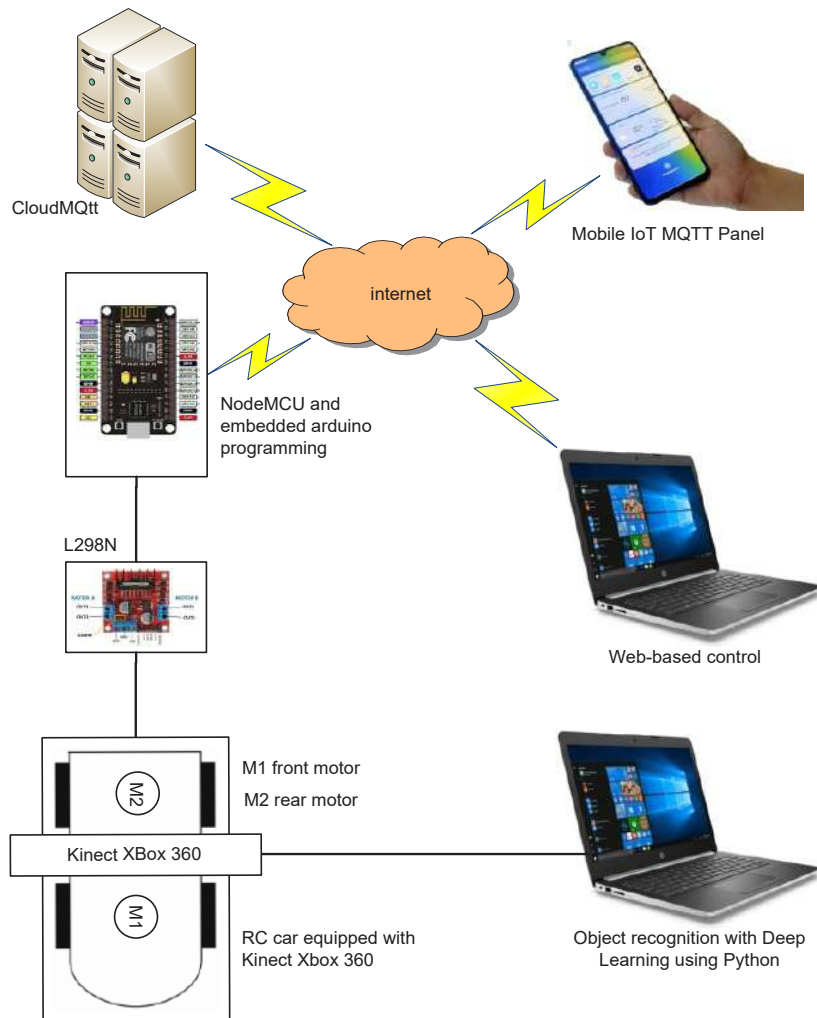 CloudMQtt
Mobile IoT MQTT Panel
internet
NodeMCU and
embedded arduino
programming
L298N
MOTOR A
MOTOR B
Web-based control
M2
M1 front motor
M2 rear motor
Kinect XBox 360
M1
RC car equipped with
Kinect Xbox 360
Object recognition with Deep
Learning using Python